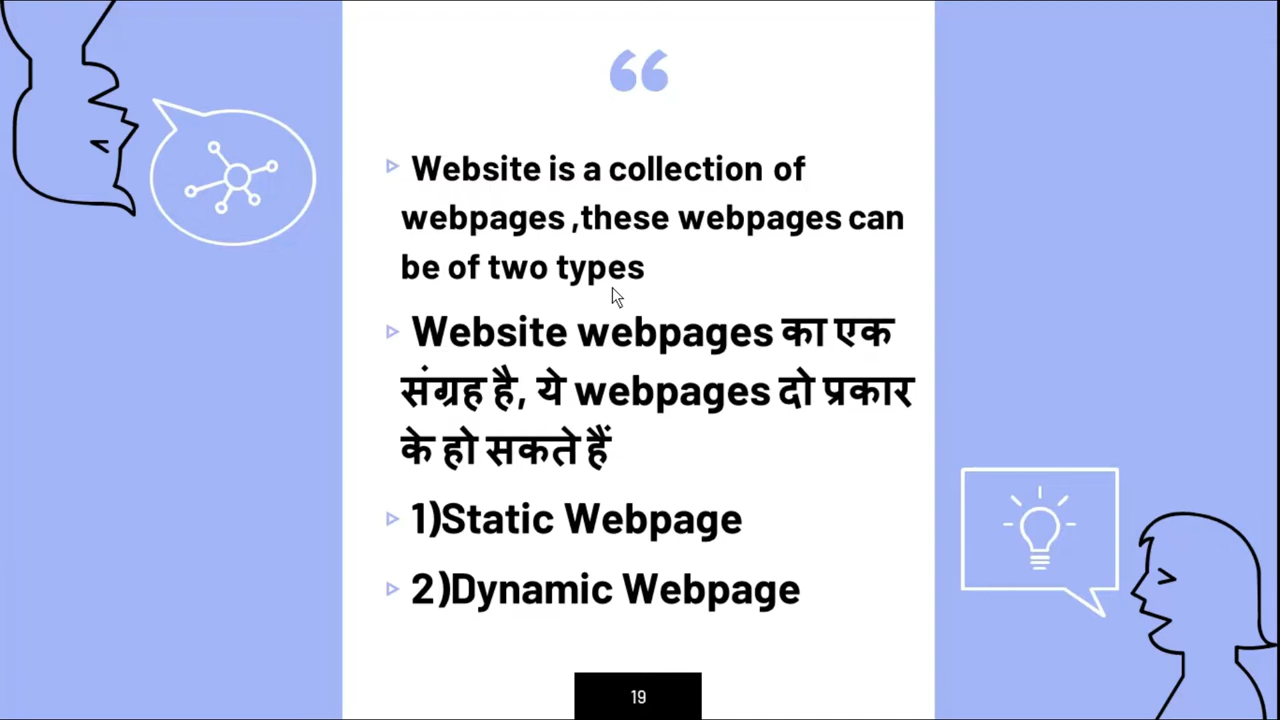 Website is a collection of
webpages ,these webpages can
be of two types
Website webpages का एक
संग्रह है, ये webpages दो प्रकार
के हो सकते हैं
1)Static Webpage
2)Dynamic Webpage
19